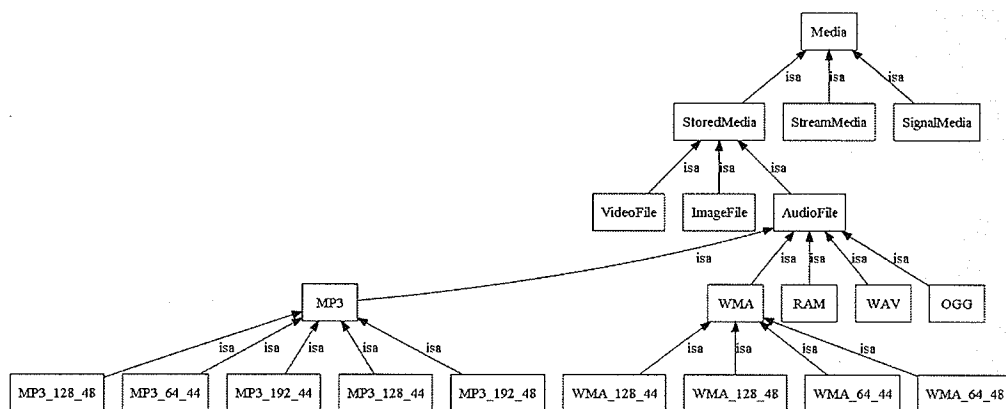 Media
isa isa isa
StoredMedia StreamMedia SignalMedia
isa isa isa
VideoFile ImageFile AudioFile
isa isa isa isa isa
MP3 WMA RAM WAV OGG
isa isa isa isa isa isa isa isa isa
MP3_128_48 MP3_64_44 MP3_192_44 MP3_128_44 MP3_192_48 WMA_128_44 WMA_128_48 WMA_64_44 WMA_64_48